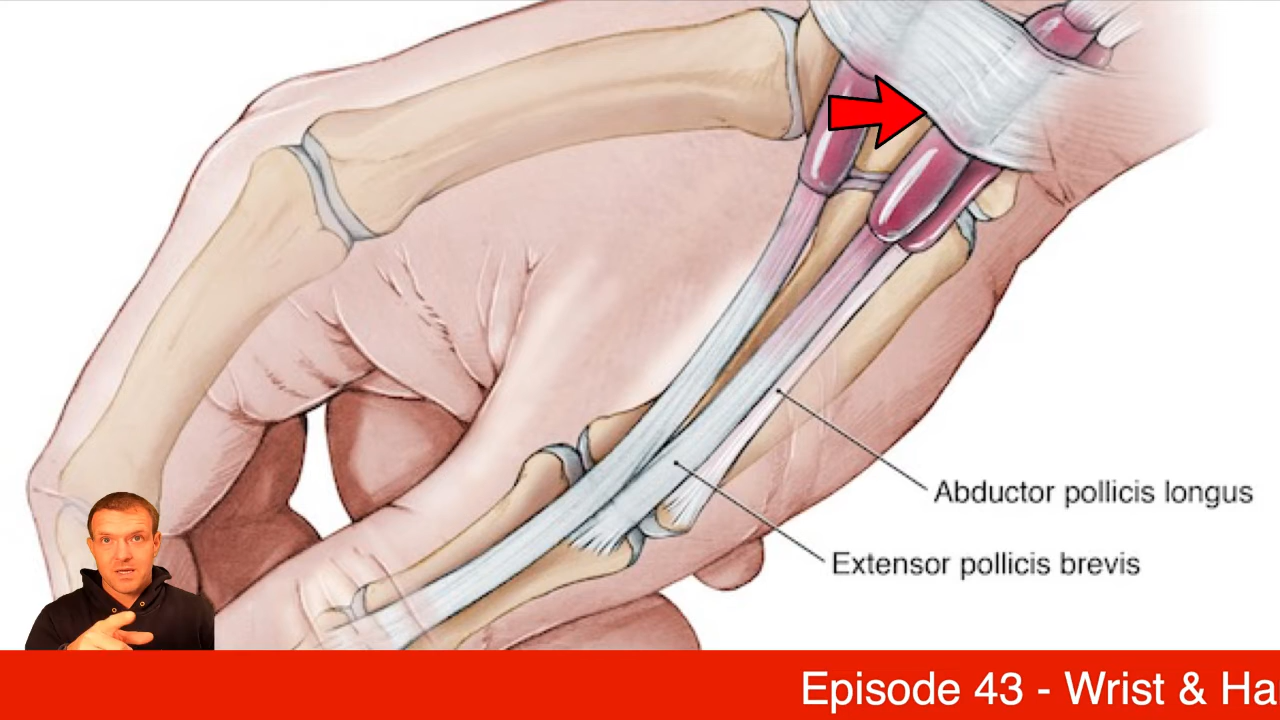 Abductor pollicis longus
Extensor pollicis brevis
Episode 43 - Wrist & Ha